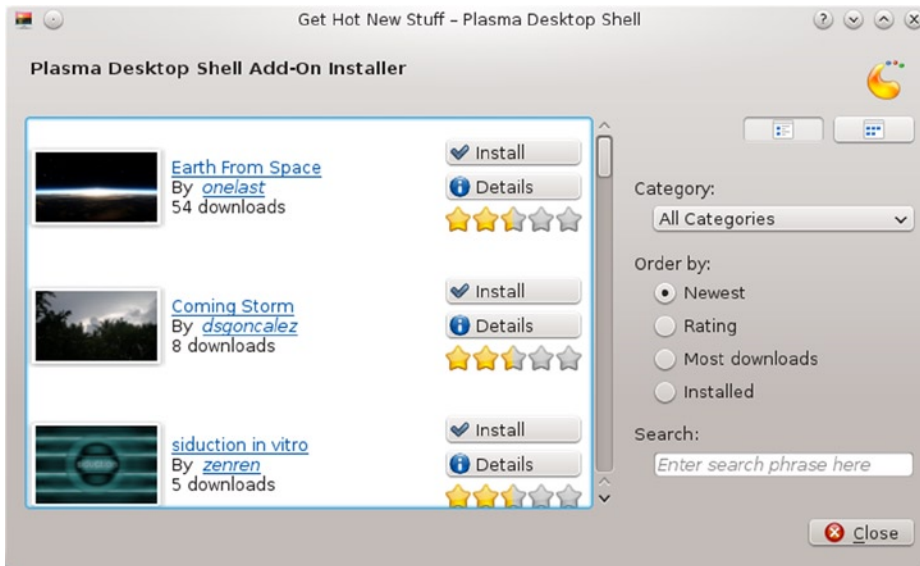 Get Hot New Stuff – Plasma Desktop Shell
Plasma Desktop Shell Add-On Installer
Earth From Space
By onelast
54 downloads
Install
Details
Coming Storm
By dsgoncalez
8 downloads
Install
Details
siduction in vitro
By zenren
5 downloads
Install
Details
Category:
All Categories
Order by:
Newest
Rating
Most downloads
Installed
Search:
Enter search phrase here
Close